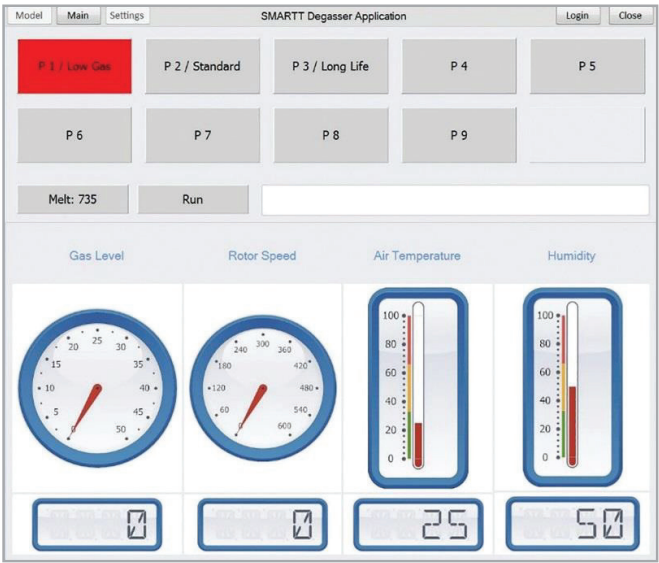 Model Main Settings SMARTT Degasser Application Login Close
P 1 / Low Gas P 2 / Standard P 3 / Long Life P 4 P 5
P 6 P 7 P 8 P 9
Melt: 735 Run
Gas Level Rotor Speed Air Temperature Humidity
0 5 10 15 20 25 30 35 40 45 50
0 60 120 180 240 300 360 420 480 540 600
100 80 60 40 20 0
100 80 60 40 20 0
0 0 25 50